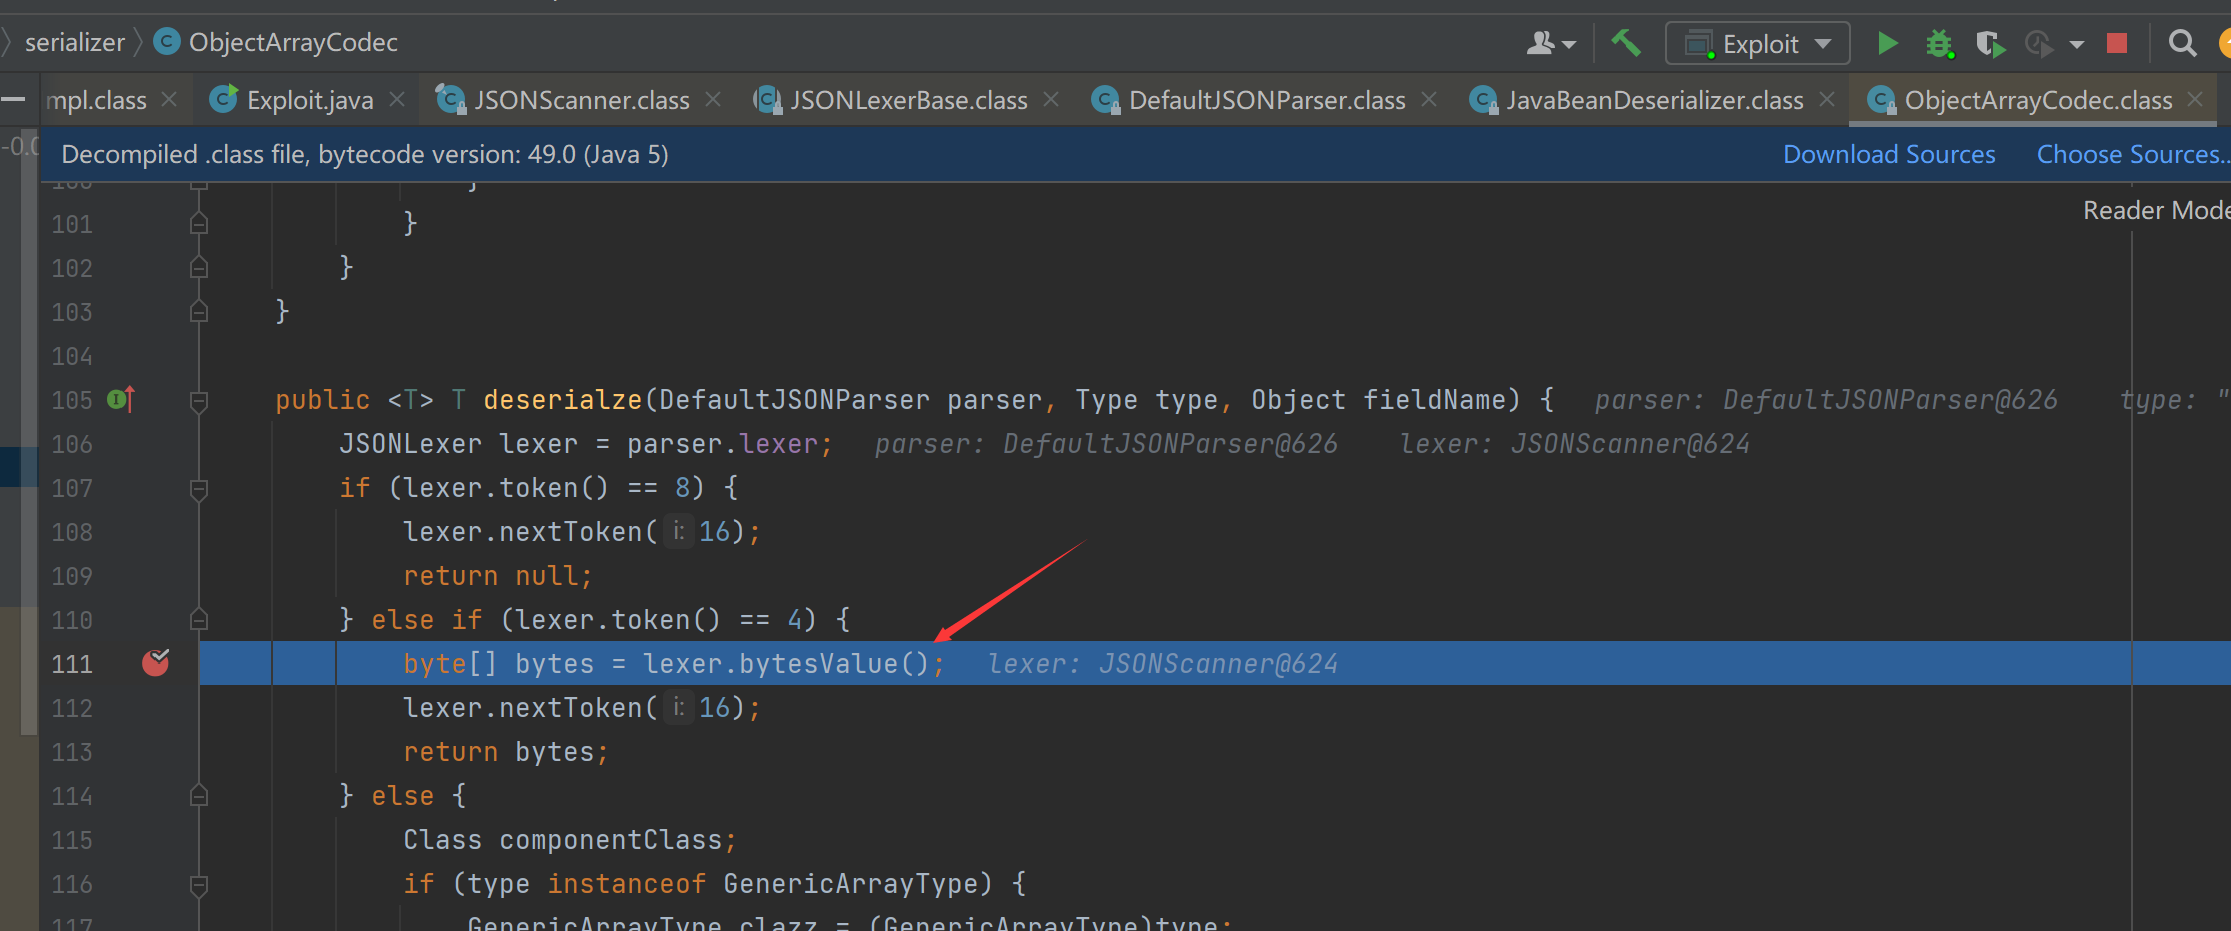 serializer ObjectArrayCodec Exploit
mpl.class Exploit.java JSONScanner.class JSONLexerBase.class DefaultJSONParser.class JavaBeanDeserializer.class ObjectArrayCodec.class
Decompiled .class file, bytecode version: 49.0 (Java 5) Download Sources Choose Sources..
Reader Mode
101 }
102 }
103 }
104
105 public <T> T deserialze(DefaultJSONParser parser, Type type, Object fieldName) { parser: DefaultJSONParser@626 type: "
106 JSONLexer lexer = parser.lexer; parser: DefaultJSONParser@626 lexer: JSONScanner@624
107 if (lexer.token() == 8) {
108 lexer.nextToken( i: 16);
109 return null;
110 } else if (lexer.token() == 4) {
111 byte[] bytes = lexer.bytesValue(); lexer: JSONScanner@624
112 lexer.nextToken( i: 16);
113 return bytes;
114 } else {
115 Class componentClass;
116 if (type instanceof GenericArrayType) {
117 GenericArrayType clazz = (GenericArrayType)type;